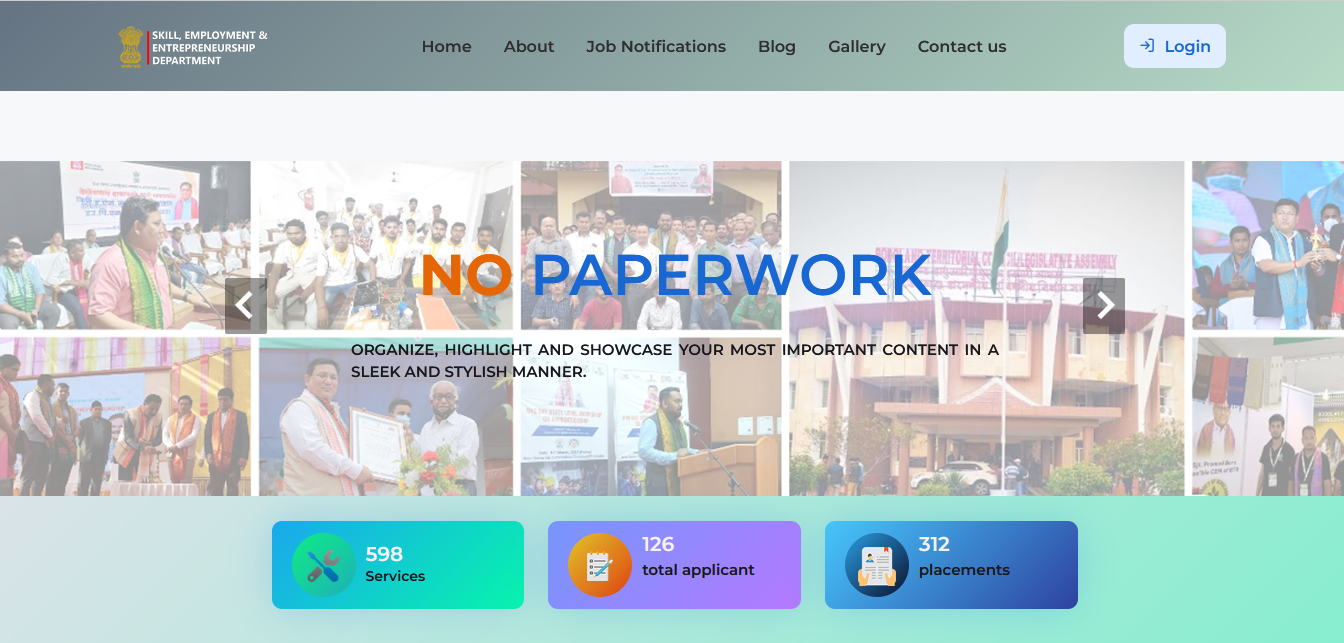 SKILL, EMPLOYMENT &
ENTREPRENEURSHIP
DEPARTMENT
Home About Job Notifications Blog Gallery Contact us
Login
NO PAPERWORK
ORGANIZE, HIGHLIGHT AND SHOWCASE YOUR MOST IMPORTANT CONTENT IN A
SLEEK AND STYLISH MANNER.
598
Services
126
total applicant
312
placements